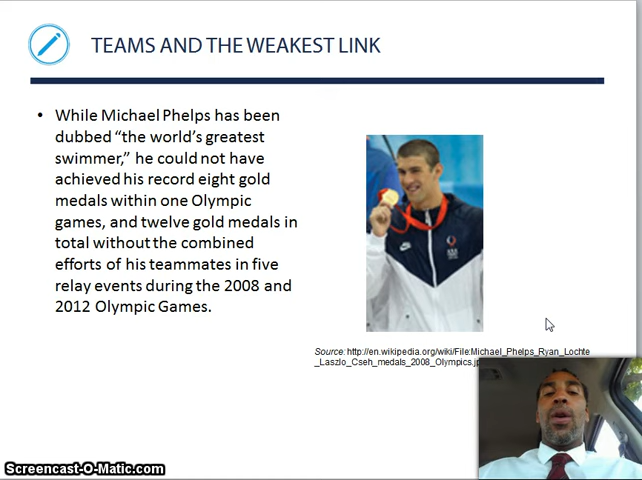 TEAMS AND THE WEAKEST LINK
• While Michael Phelps has been
dubbed “the world’s greatest
swimmer,” he could not have
achieved his record eight gold
medals within one Olympic
games, and twelve gold medals in
total without the combined
efforts of his teammates in five
relay events during the 2008 and
2012 Olympic Games.
Source: http://en.wikipedia.org/wiki/File:Michael_Phelps_Ryan_Lochte
_Laszlo_Cseh_medals_2008_Olympics.jp
Screencast-O-Matic.com